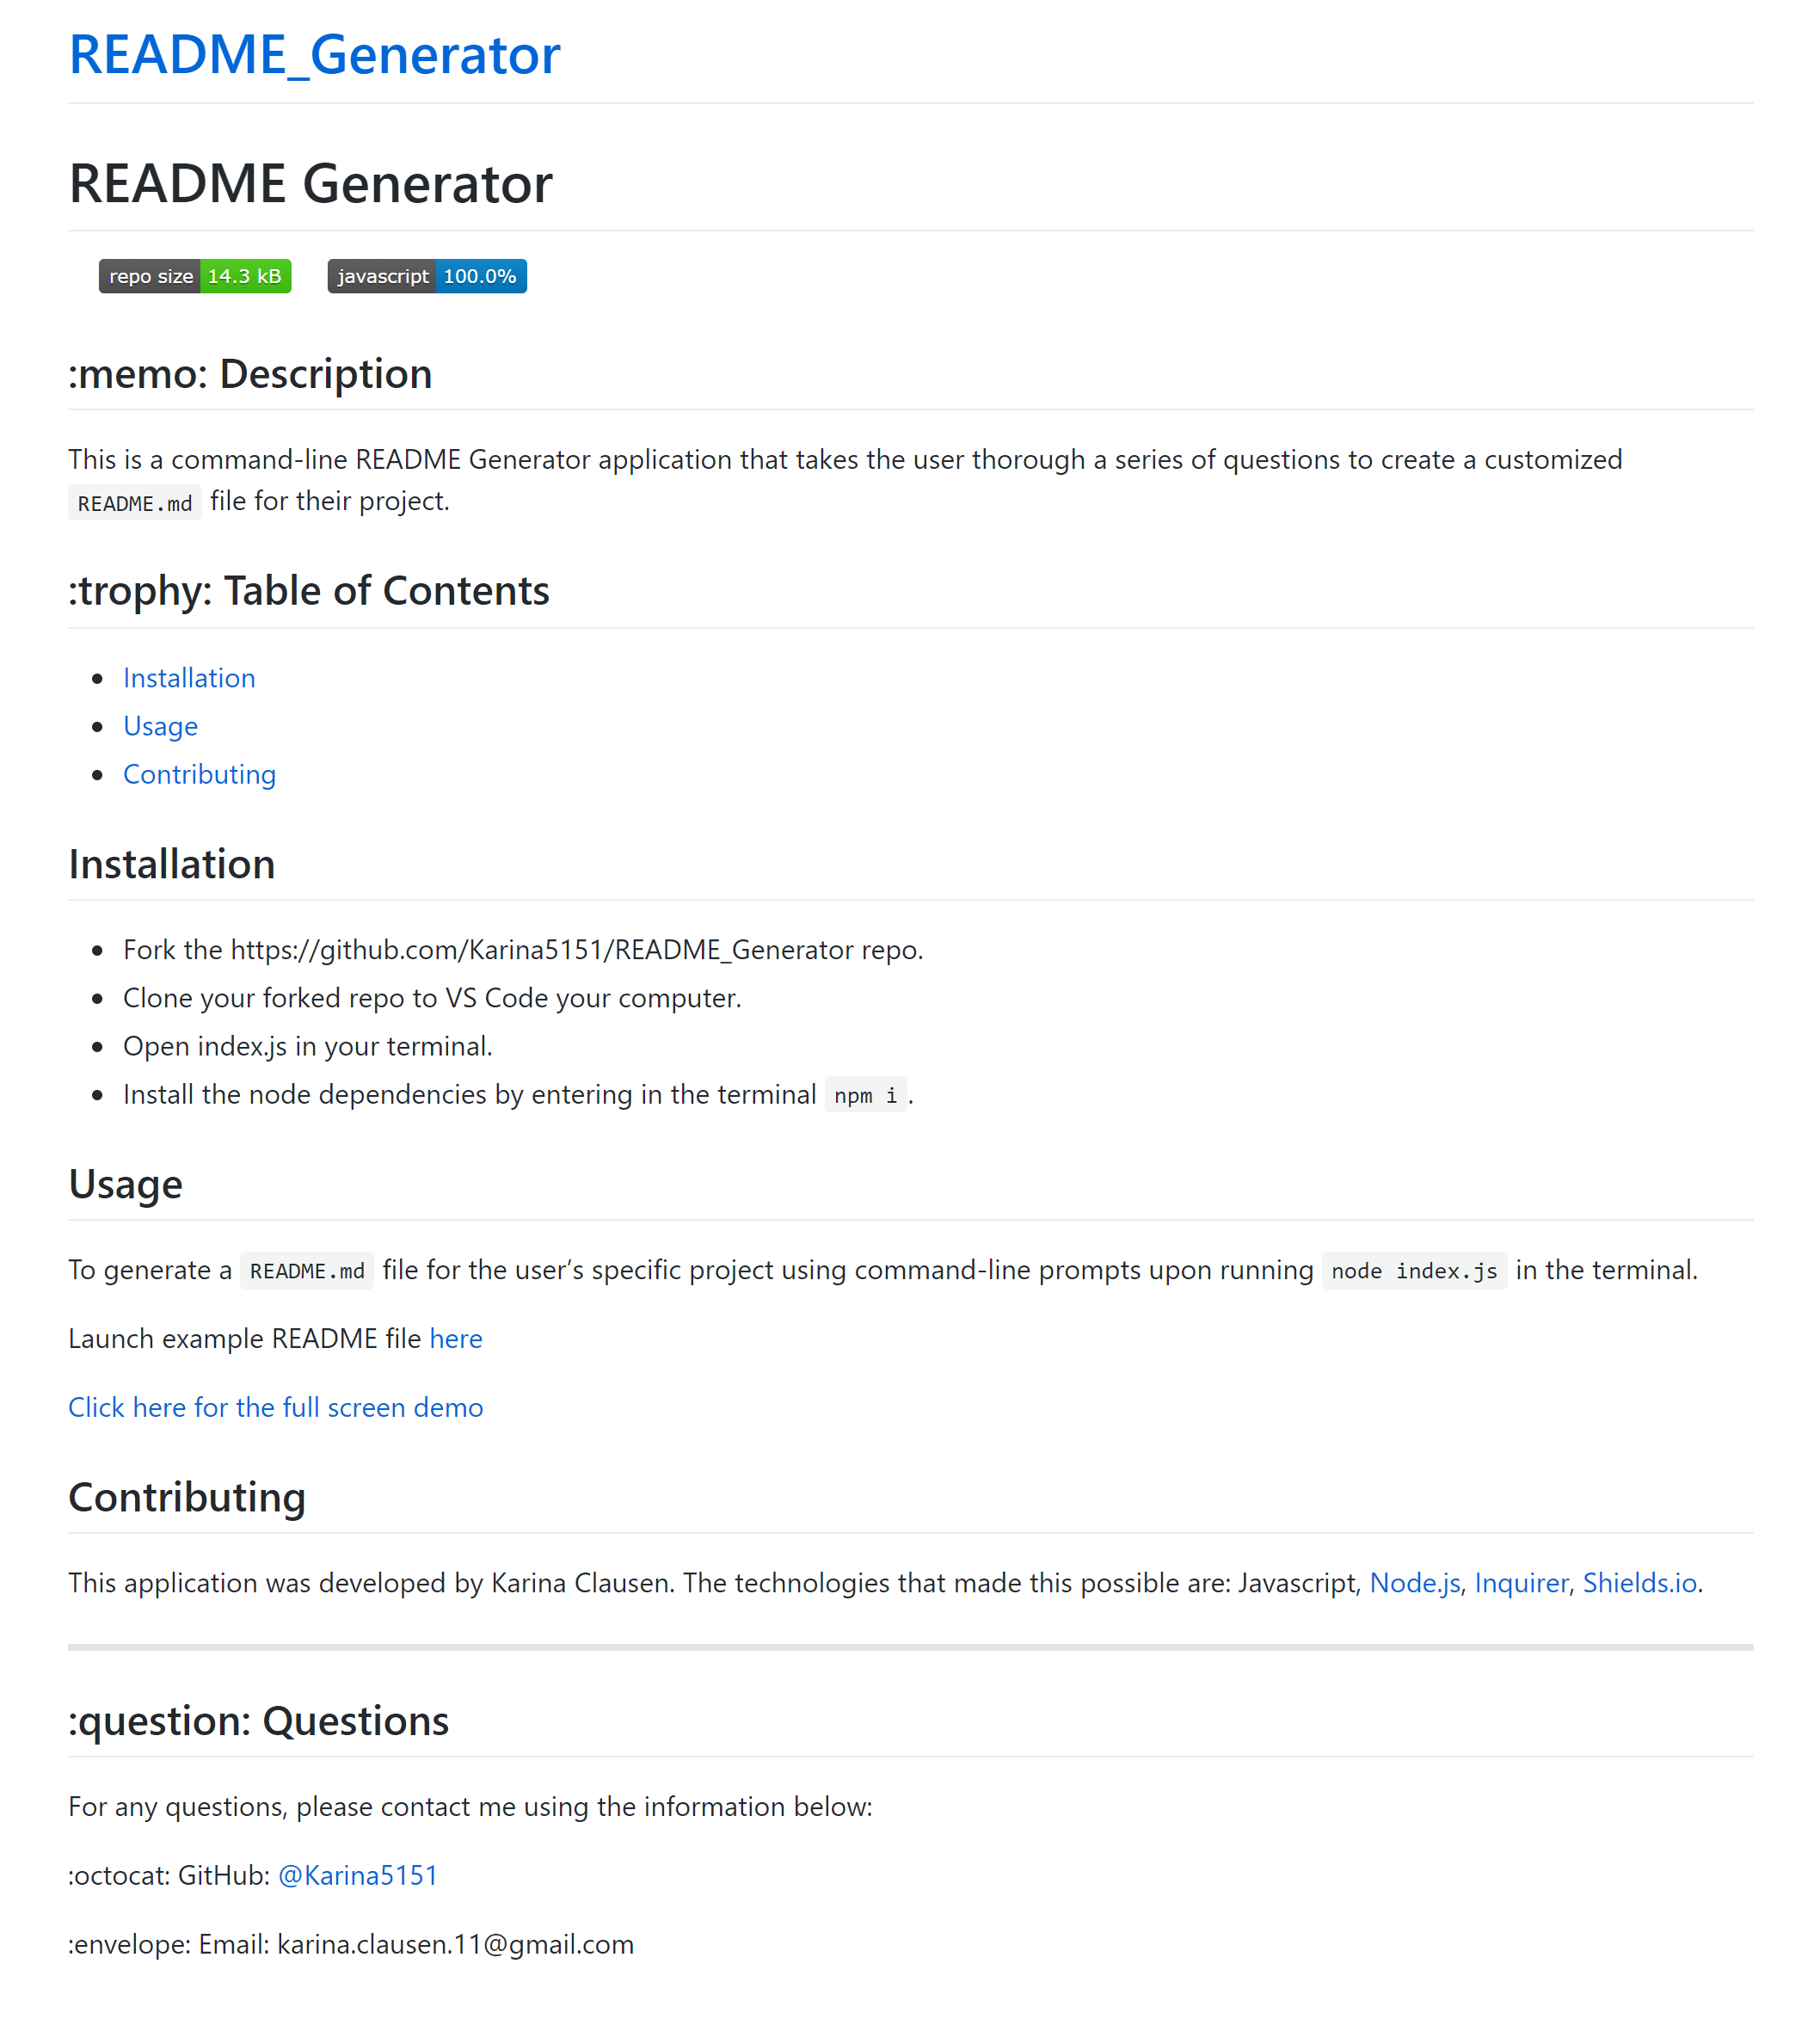 README_Generator
README Generator
repo size 14.3 kB javascript 100.0%
:memo: Description
This is a command-line README Generator application that takes the user thorough a series of questions to create a customized
README.md file for their project.
:trophy: Table of Contents
Installation
Usage
Contributing
Installation
Fork the https://github.com/Karina5151/README_Generator repo.
Clone your forked repo to VS Code your computer.
Open index.js in your terminal.
Install the node dependencies by entering in the terminal npm i.
Usage
To generate a README.md file for the user’s specific project using command-line prompts upon running node index.js in the terminal.
Launch example README file here
Click here for the full screen demo
Contributing
This application was developed by Karina Clausen. The technologies that made this possible are: Javascript, Node.js, Inquirer, Shields.io.
:question: Questions
For any questions, please contact me using the information below:
:octocat: GitHub: @Karina5151
:envelope: Email: karina.clausen.11@gmail.com